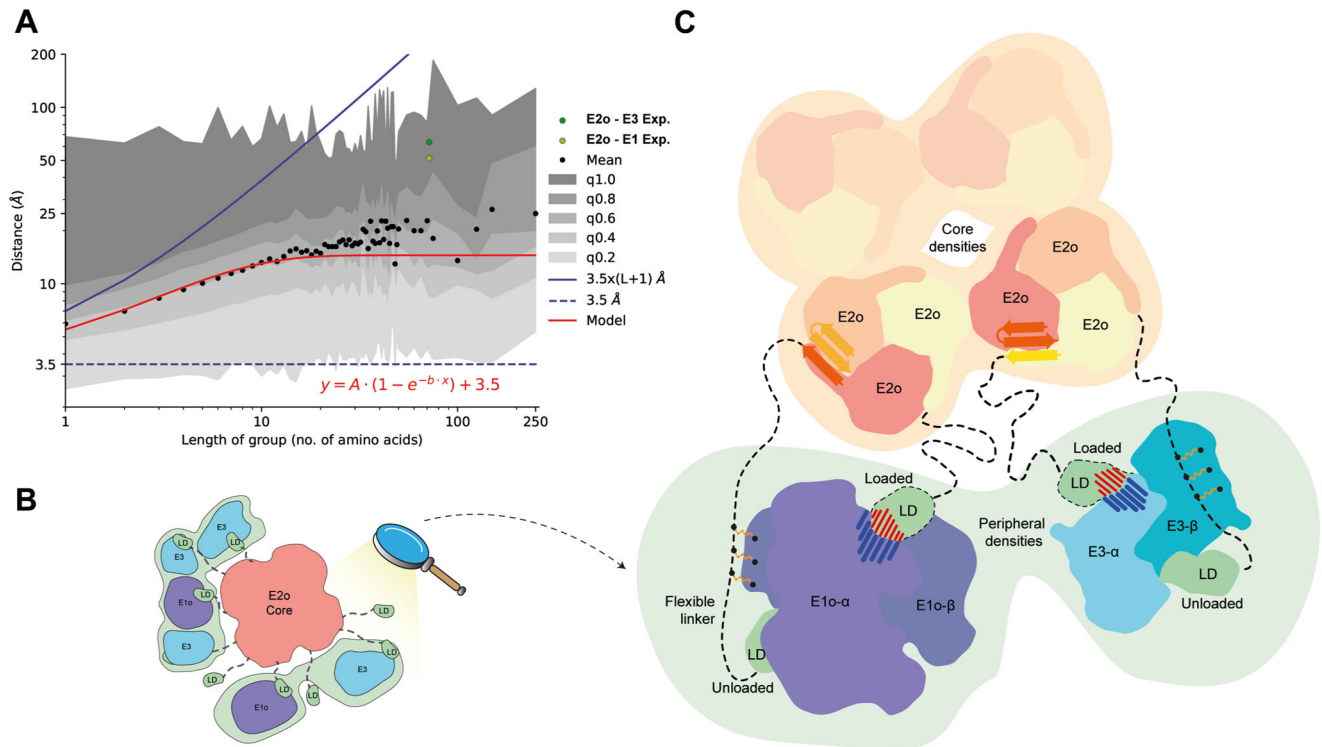 A
200
100
50
25
10
3.5
Distance (Å)
1
10
100
250
Length of group (no. of amino acids)
y = A · (1 − e^{−b·x}) + 3.5
E2o - E3 Exp.
E2o - E1 Exp.
Mean
q1.0
q0.8
q0.6
q0.4
q0.2
3.5x(L+1) Å
3.5 Å
Model
B
E3
LD
LD
E3
LD
E1o
E3
E2o
Core
LD
LD
E3
LD
LD
LD
E1o
C
Core
densities
E2o
E2o
E2o
E2o
E2o
E2o
Loaded
LD
Loaded
LD
Peripheral
densities
E3-β
E3-α
LD
Unloaded
Flexible
linker
E1o-α
E1o-β
LD
Unloaded